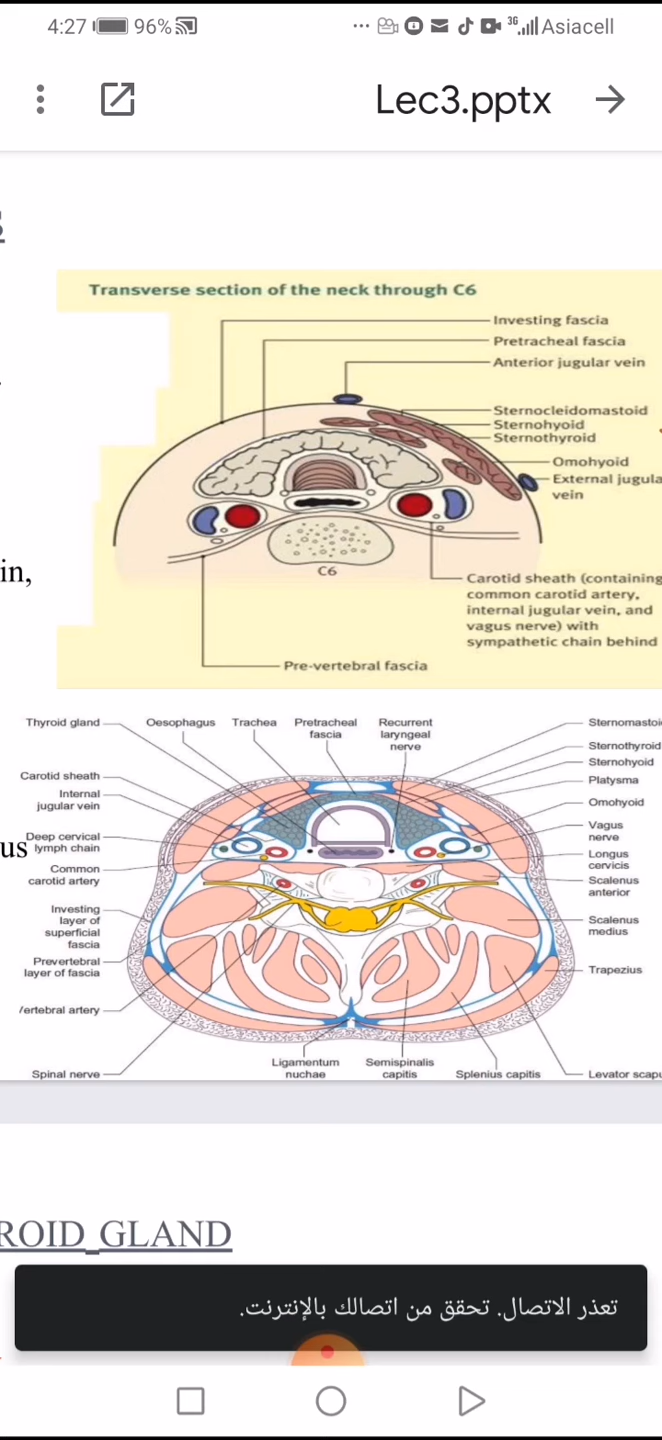 4:27 96% ... 3G Asiacell
Lec3.pptx
s
Transverse section of the neck through C6
Investing fascia
Pretracheal fascia
Anterior jugular vein
Sternocleidomastoid
Sternohyoid
Sternothyroid
Omohyoid
External jugula
vein
in,
C6
Carotid sheath (containing
common carotid artery,
internal jugular vein, and
vagus nerve) with
sympathetic chain behind
Pre-vertebral fascia
Thyroid gland
Oesophagus
Trachea
Pretracheal
fascia
Recurrent
laryngeal
nerve
Sternomastoi
Sternothyroid
Sternohyoid
Platysma
Omohyoid
Vagus
nerve
Longus
cervicis
Scalenus
anterior
Scalenus
medius
Trapezius
Carotid sheath
Internal
jugular vein
us
Deep cervical
lymph chain
Common
carotid artery
Investing
layer of
superficial
fascia
Prevertebral
layer of fascia
/ertebral artery
Spinal nerve
Ligamentum
nuchae
Semispinalis
capitis
Splenius capitis
Levator scapu
ROID_GLAND
تعذر الاتصال. تحقق من اتصالك بالإنترنت.